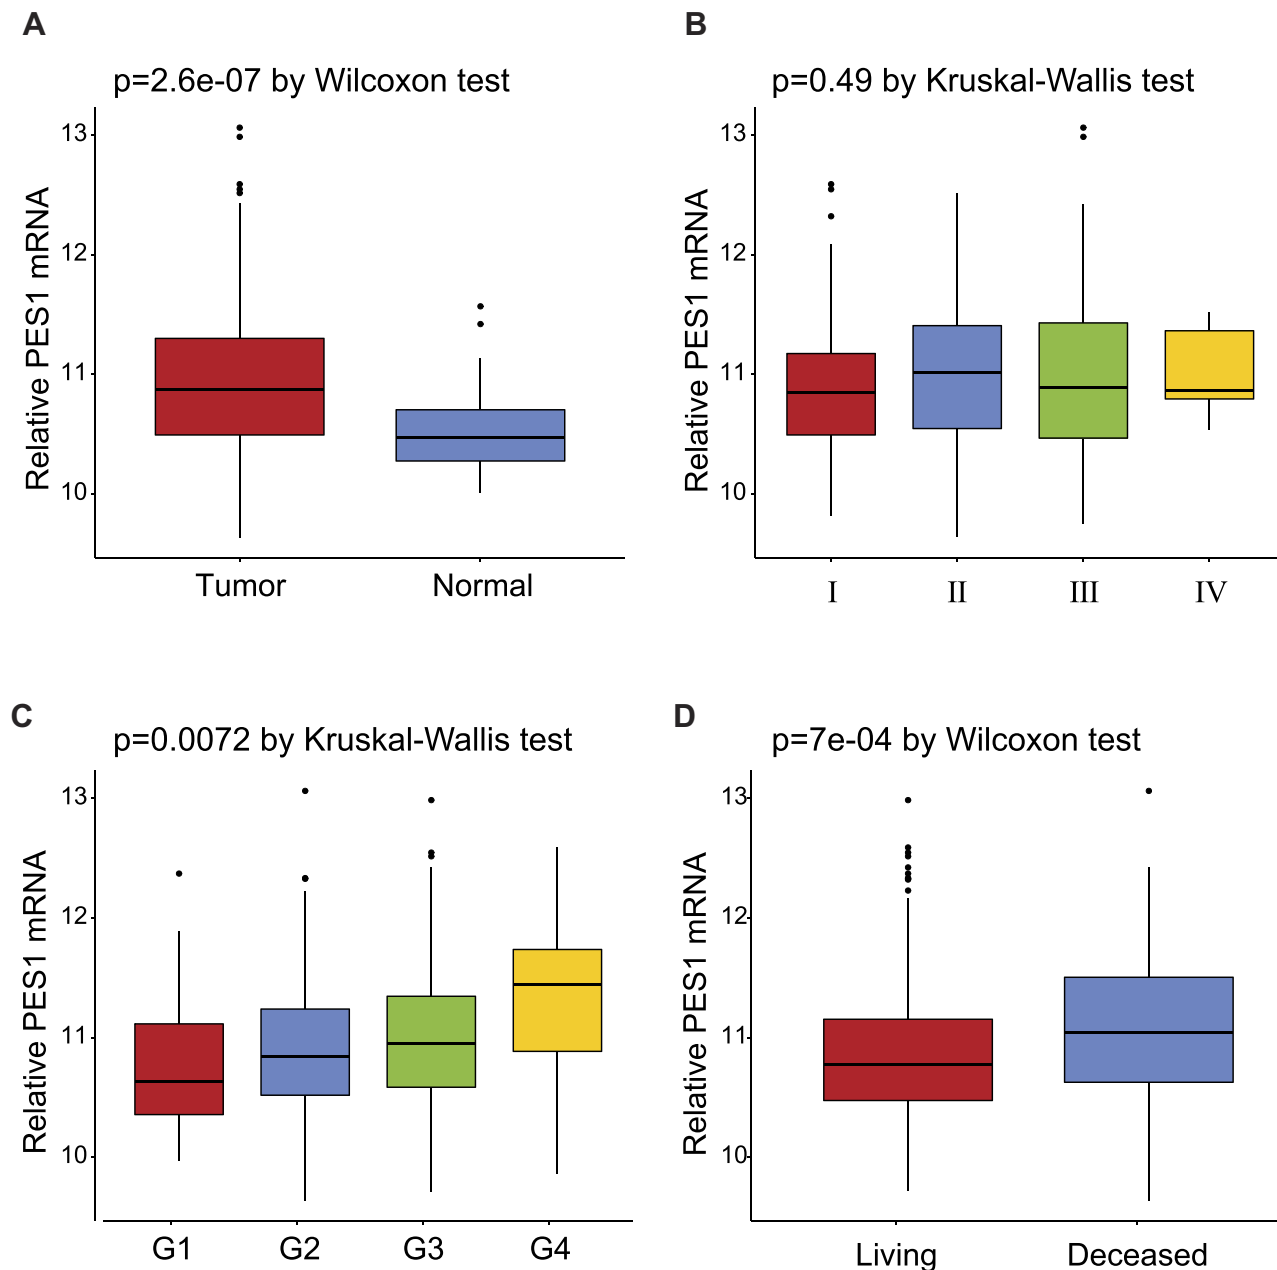 A
p=2.6e-07 by Wilcoxon test
Relative PES1 mRNA
13
12
11
10
Tumor Normal
B
p=0.49 by Kruskal-Wallis test
Relative PES1 mRNA
13
12
11
10
I II III IV
C
p=0.0072 by Kruskal-Wallis test
Relative PES1 mRNA
13
12
11
10
G1 G2 G3 G4
D
p=7e-04 by Wilcoxon test
Relative PES1 mRNA
13
12
11
10
Living Deceased